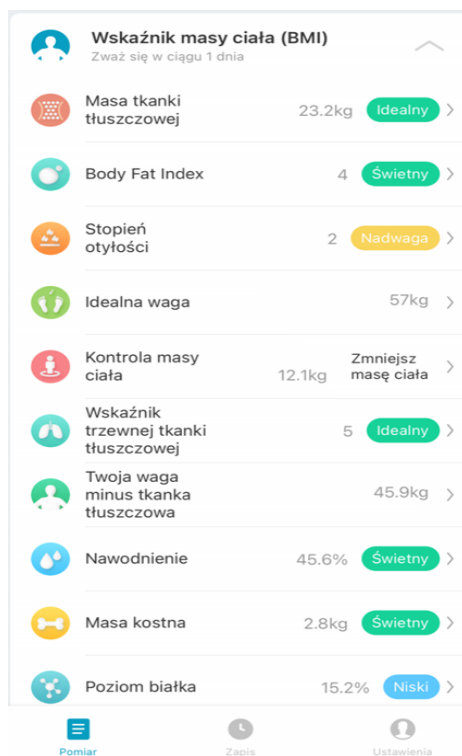 Wskaźnik masy ciała (BMI)
Zważ się w ciągu 1 dnia
Masa tkanki
tłuszczowej
23.2kg Idealny
Body Fat Index 4 Świetny
Stopień
otyłości
2 Nadwaga
Idealna waga 57kg
Kontrola masy
ciała
12.1kg
Zmniejsz
masę ciała
Wskaźnik
trzewnej tkanki
tłuszczowej
5 Idealny
Twoja waga
minus tkanka
tłuszczowa
45.9kg
Nawodnienie 45.6% Świetny
Masa kostna 2.8kg Świetny
Poziom białka 15.2% Niski
Pomiar Zapis Ustawienia